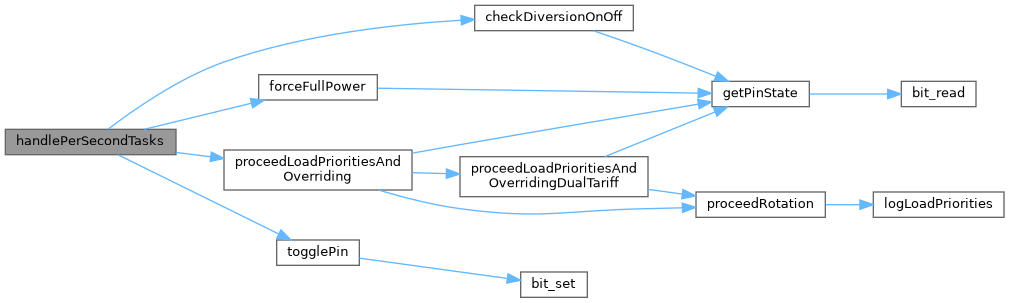 checkDiversionOnOff
forceFullPower
getPinState
bit_read
handlePerSecondTasks
proceedLoadPrioritiesAnd
Overriding
proceedLoadPrioritiesAnd
OverridingDualTariff
proceedRotation
logLoadPriorities
togglePin
bit_set